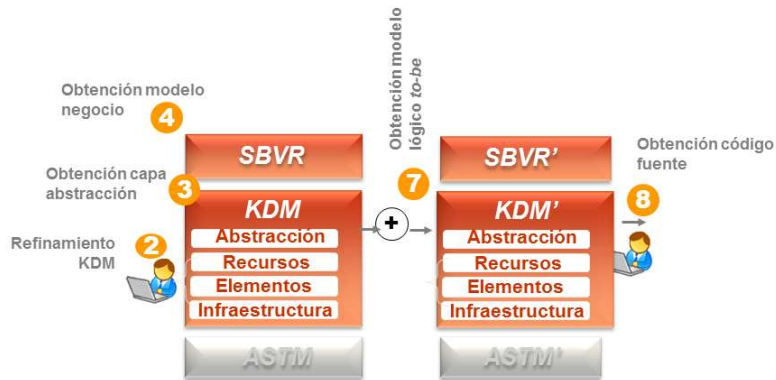 Obtención modelo
negocio
4
Obtención capa
abstracción
3
Refinamiento
KDM
2
SBVR
KDM
Abstracción
Recursos
Elementos
Infraestructura
ASTM
+
Obtención modelo
lógico to-be
7
SBVR’
KDM’
Abstracción
Recursos
Elementos
Infraestructura
ASTM'
Obtención código
fuente
8